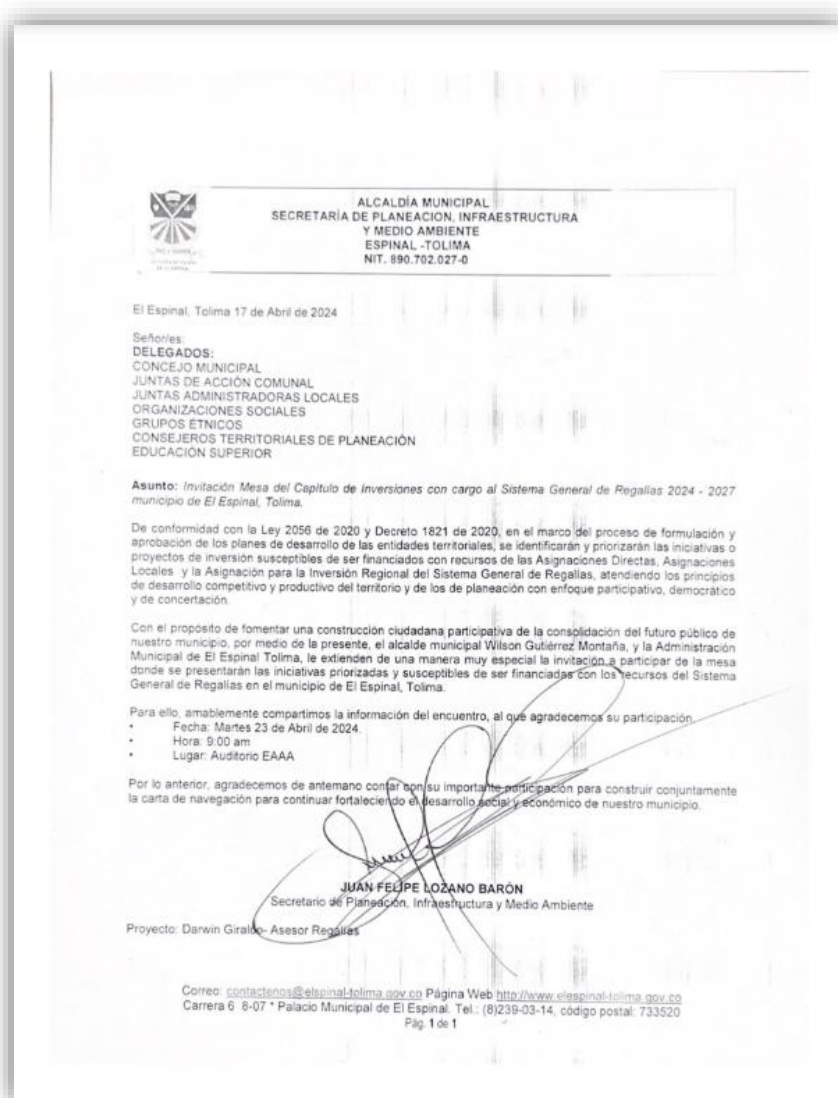 ALCALDÍA MUNICIPAL
SECRETARÍA DE PLANEACION, INFRAESTRUCTURA
Y MEDIO AMBIENTE
ESPINAL -TOLIMA
NIT. 890.702.027-0
El Espinal, Tolima 17 de Abril de 2024
Señor/es:
DELEGADOS:
CONCEJO MUNICIPAL
JUNTAS DE ACCIÓN COMUNAL
JUNTAS ADMINISTRADORAS LOCALES
ORGANIZACIONES SOCIALES
GRUPOS ÉTNICOS
CONSEJEROS TERRITORIALES DE PLANEACIÓN
EDUCACIÓN SUPERIOR
Asunto: Invitación Mesa del Capítulo de Inversiones con cargo al Sistema General de Regalías 2024 - 2027
municipio de El Espinal, Tolima.
De conformidad con la Ley 2056 de 2020 y Decreto 1821 de 2020, en el marco del proceso de formulación y
aprobación de los planes de desarrollo de las entidades territoriales, se identificarán y priorizarán las iniciativas o
proyectos de inversión susceptibles de ser financiados con recursos de las Asignaciones Directas, Asignaciones
Locales y la Asignación para la Inversión Regional del Sistema General de Regalías, atendiendo los principios
de desarrollo competitivo y productivo del territorio y de los de planeación con enfoque participativo, democrático
y de concertación.
Con el propósito de fomentar una construcción ciudadana participativa de la consolidación del futuro público de
nuestro municipio, por medio de la presente, el alcalde municipal Wilson Gutiérrez Montaña, y la Administración
Municipal de El Espinal Tolima, le extienden de una manera muy especial la invitación a participar de la mesa
donde se presentarán las iniciativas priorizadas y susceptibles de ser financiadas con los recursos del Sistema
General de Regalías en el municipio de El Espinal, Tolima.
Para ello, amablemente compartimos la información del encuentro, al que agradecemos su participación.
• Fecha: Martes 23 de Abril de 2024.
• Hora: 9:00 am
• Lugar: Auditorio EAAA
Por lo anterior, agradecemos de antemano contar con su importante participación para construir conjuntamente
la carta de navegación para continuar fortaleciendo el desarrollo social y económico de nuestro municipio.
JUAN FELIPE LOZANO BARÓN
Secretario de Planeación, Infraestructura y Medio Ambiente
Proyecto: Darwin Giraldo- Asesor Regalías
Correo: contactenos@elespinal-tolima.gov.co Página Web http://www.elespinal-tolima.gov.co
Carrera 6 8-07 * Palacio Municipal de El Espinal. Tel.: (8)239-03-14, código postal: 733520
Pág. 1 de 1